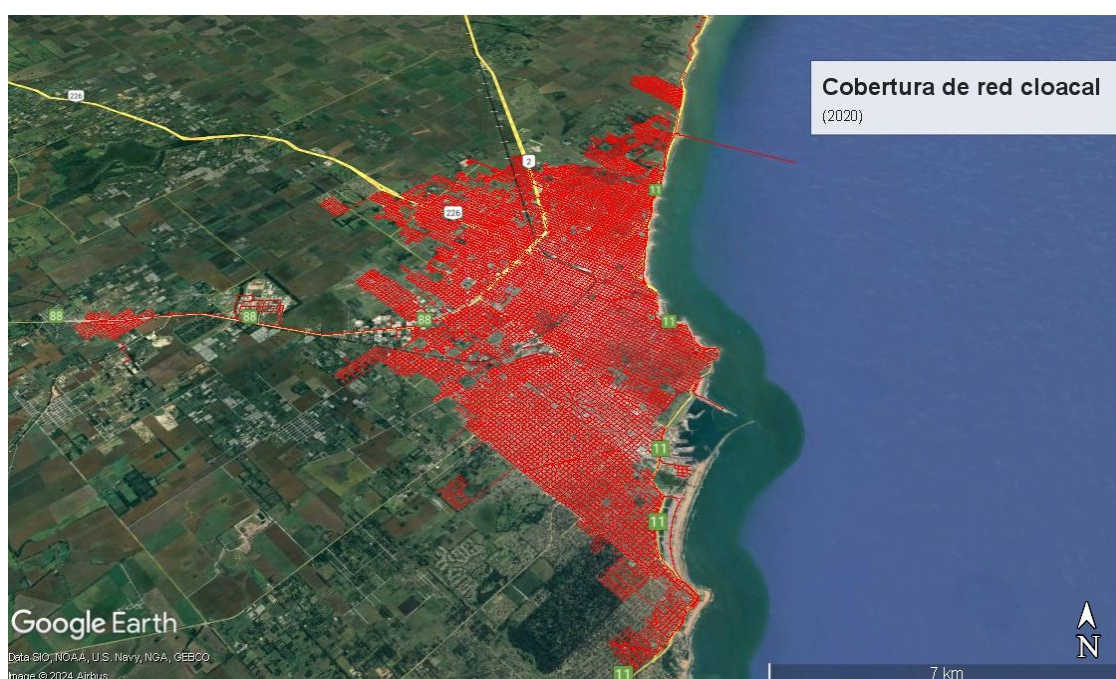 Cobertura de red cloacal
(2020)
226
2
11
226
88
88
88
11
11
11
11
Google Earth
Data SIO, NOAA, U.S. Navy, NGA, GEBCO
Image © 2024 Airbus
N
7 km